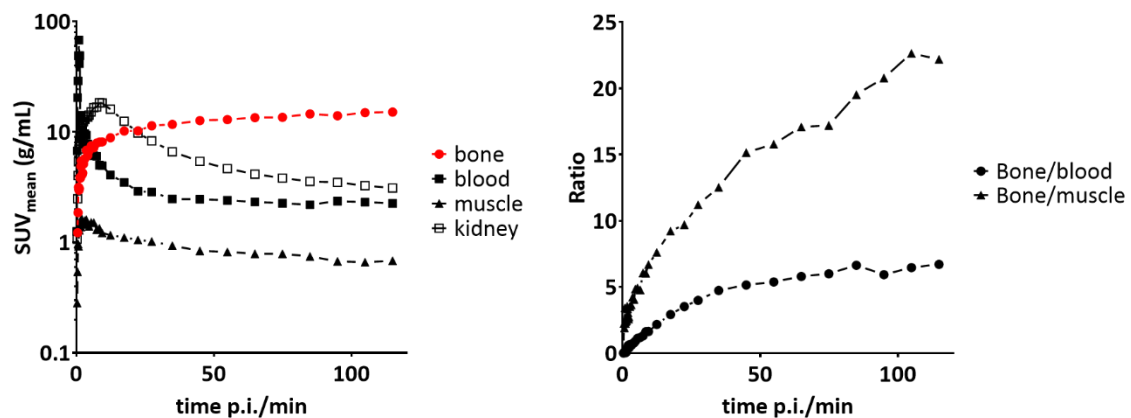 SUVmean (g/mL)
100
10
1
0.1
0
50
100
time p.i./min
bone
blood
muscle
kidney
Ratio
25
20
15
10
5
0
0
50
100
time p.i./min
Bone/blood
Bone/muscle